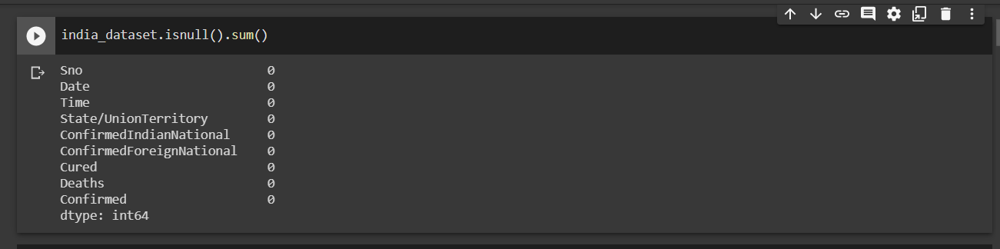 india_dataset.isnull().sum()
Sno 0
Date 0
Time 0
State/UnionTerritory 0
ConfirmedIndianNational 0
ConfirmedForeignNational 0
Cured 0
Deaths 0
Confirmed 0
dtype: int64